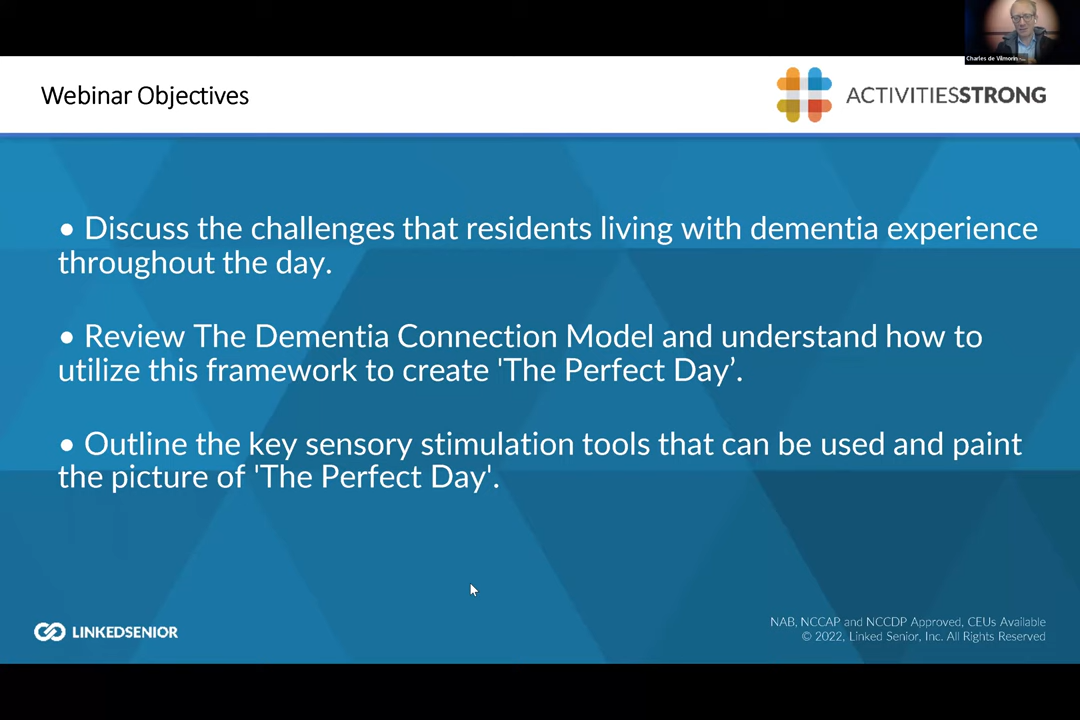 Charles de Vilmorin
Webinar Objectives
ACTIVITIESSTRONG
• Discuss the challenges that residents living with dementia experience
throughout the day.
• Review The Dementia Connection Model and understand how to
utilize this framework to create 'The Perfect Day’.
• Outline the key sensory stimulation tools that can be used and paint
the picture of 'The Perfect Day'.
LINKEDSENIOR
NAB, NCCAP and NCCDP Approved, CEUs Available
© 2022, Linked Senior, Inc. All Rights Reserved